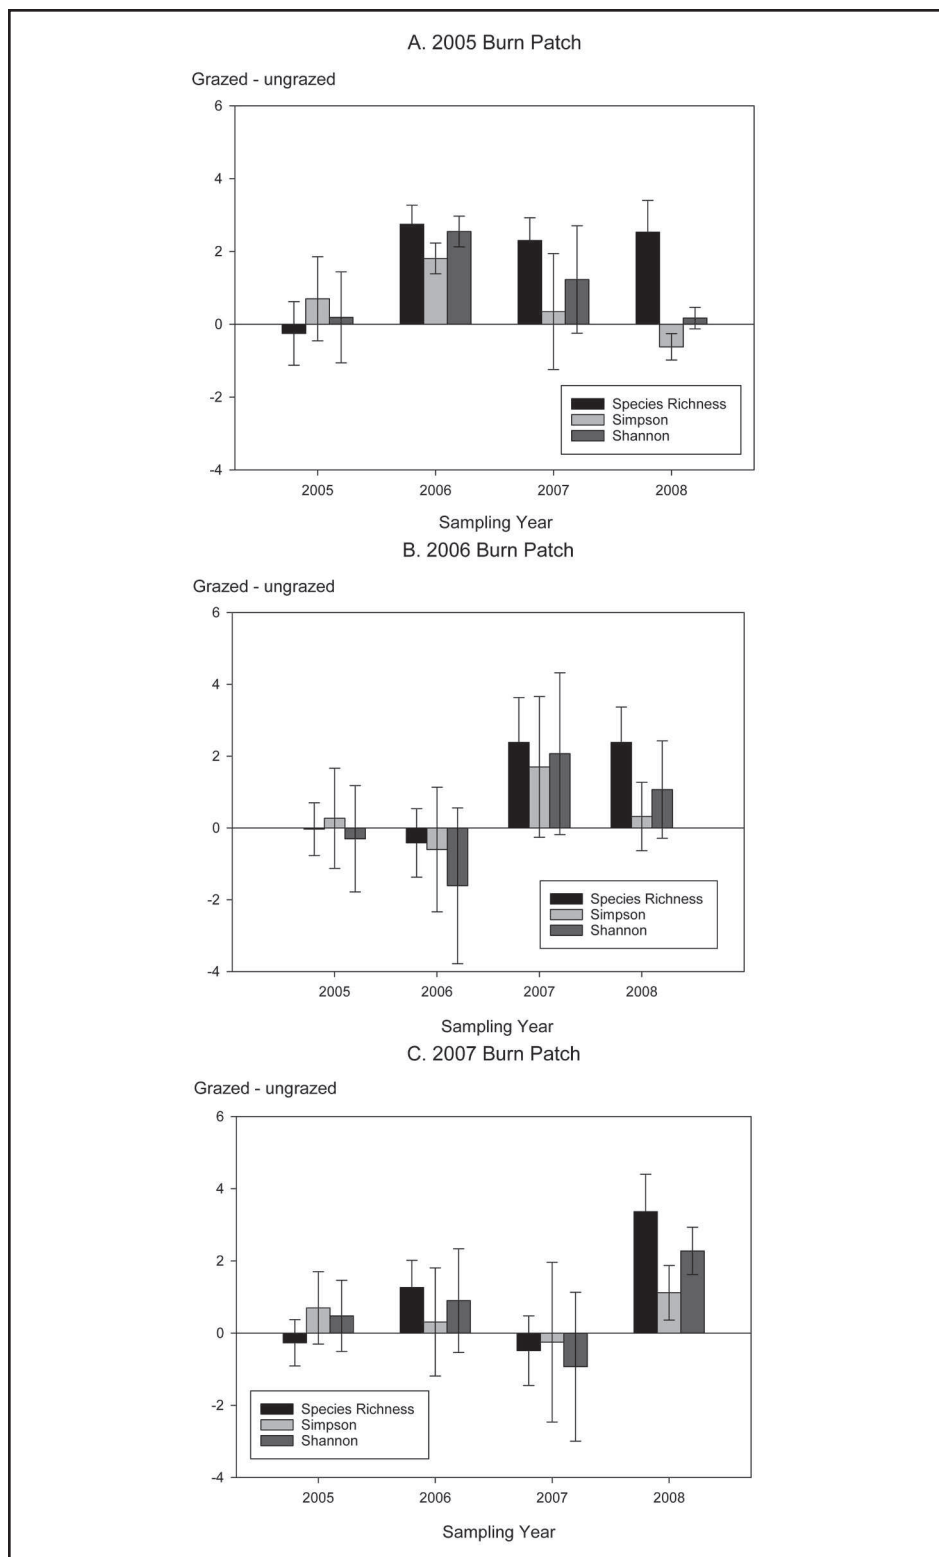 A. 2005 Burn Patch
Grazed - ungrazed
6
4
2
0
-2
-4
Species Richness
Simpson
Shannon
2005 2006 2007 2008
Sampling Year
B. 2006 Burn Patch
Grazed - ungrazed
6
4
2
0
-2
-4
Species Richness
Simpson
Shannon
2005 2006 2007 2008
Sampling Year
C. 2007 Burn Patch
Grazed - ungrazed
6
4
2
0
-2
-4
Species Richness
Simpson
Shannon
2005 2006 2007 2008
Sampling Year